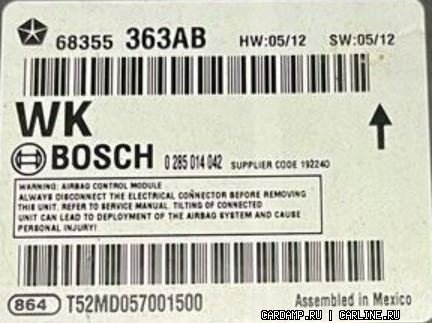 68355 363AB HW:05/12 SW:05/12
WK
BOSCH 0 285 014 042 SUPPLIER CODE 192240
WARNING: AIRBAG CONTROL MODULE
ALWAYS DISCONNECT THE ELECTRICAL CONNECTOR BEFORE REMOVING
THIS UNIT. REFER TO SERVICE MANUAL. TILTING OF CONNECTED
UNIT CAN LEAD TO DEPLOYMENT OF THE AIRBAG SYSTEM AND CAUSE
PERSONAL INJURY!
864 T52MD057001500 Assembled in Mexico
CARDAMP.RU | CARLINE.RU